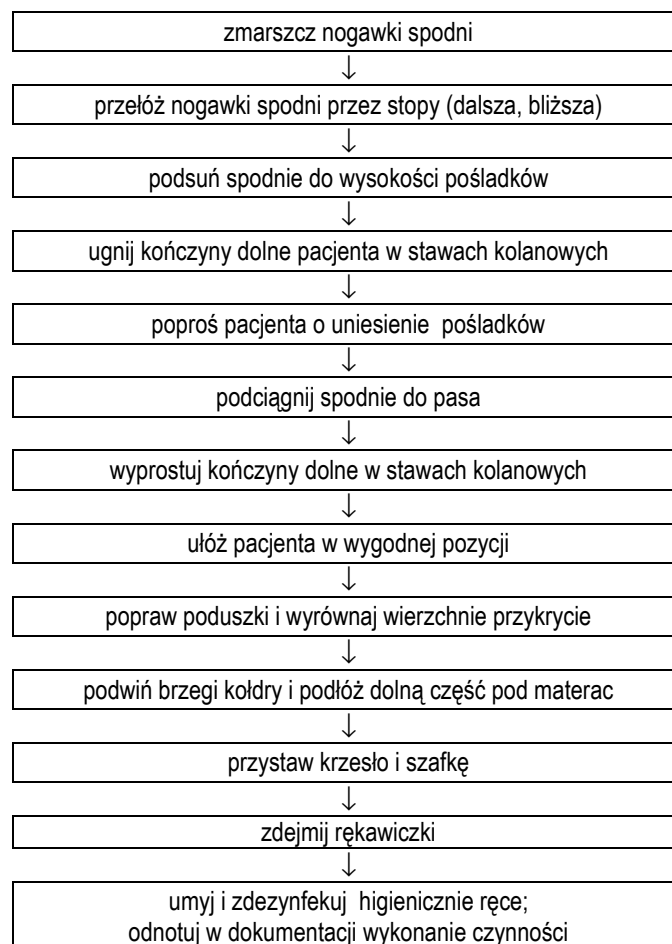 zmarszcz nogawki spodni
↓
przełóż nogawki spodni przez stopy (dalsza, bliższa)
↓
podsuń spodnie do wysokości pośladków
↓
ugnij kończyny dolne pacjenta w stawach kolanowych
↓
poproś pacjenta o uniesienie pośladków
↓
podciągnij spodnie do pasa
↓
wyprostuj kończyny dolne w stawach kolanowych
↓
ułóż pacjenta w wygodnej pozycji
↓
popraw poduszki i wyrównaj wierzchnie przykrycie
↓
podwiń brzegi kołdry i podłóż dolną część pod materac
↓
przystaw krzesło i szafkę
↓
zdejmij rękawiczki
↓
umyj i zdezynfekuj higienicznie ręce;
odnotuj w dokumentacji wykonanie czynności